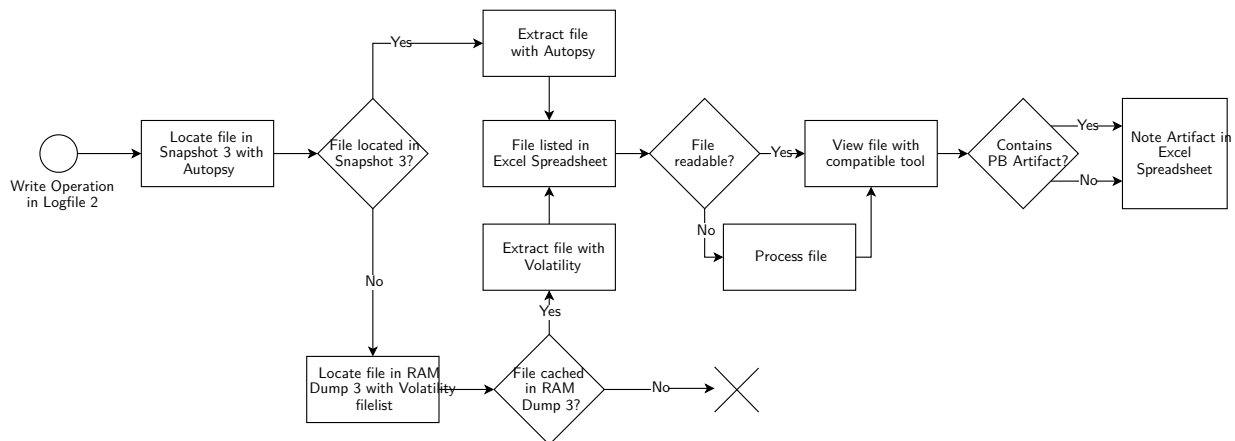 Write Operation
in Logfile 2
Locate file in
Snapshot 3 with
Autopsy
File located in
Snapshot 3?
Yes
Extract file
with Autopsy
No
Locate file in RAM
Dump 3 with Volatility
filelist
File cached
in RAM
Dump 3?
No
Yes
Extract file with
Volatility
File listed in
Excel Spreadsheet
File
readable?
Yes
No
Process file
View file with
compatible tool
Contains
PB Artifact?
Yes
No
Note Artifact in
Excel
Spreadsheet